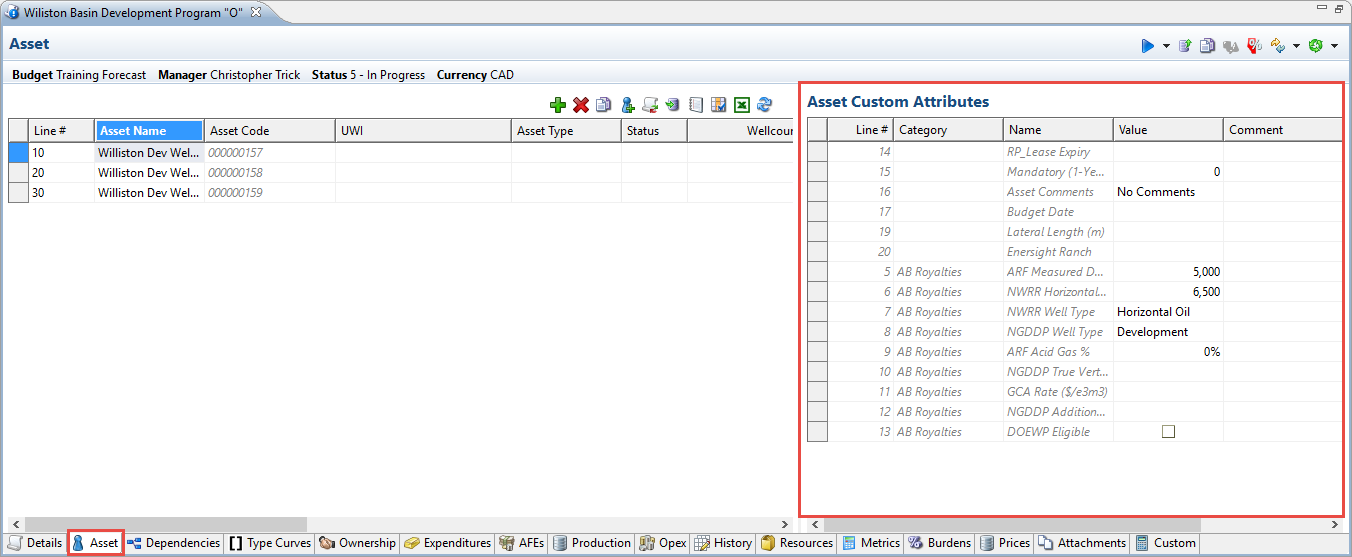 Wiliston Basin Development Program "O"
Asset
Budget Training Forecast Manager Christopher Trick Status 5 - In Progress Currency CAD
Line # Asset Name Asset Code UWI Asset Type Status Wellcour
10 Williston Dev Wel... 000000157
20 Williston Dev Wel... 000000158
30 Williston Dev Wel... 000000159
Asset Custom Attributes
Line # Category Name Value Comment
14 RP_Lease Expiry
15 Mandatory (1-Ye... 0
16 Asset Comments No Comments
17 Budget Date
19 Lateral Length (m)
20 Enersight Ranch
5 AB Royalties ARF Measured D... 5,000
6 AB Royalties NWRR Horizontal... 6,500
7 AB Royalties NWRR Well Type Horizontal Oil
8 AB Royalties NGDDP Well Type Development
9 AB Royalties ARF Acid Gas % 0%
10 AB Royalties NGDDP True Vert...
11 AB Royalties GCA Rate ($/e3m3)
12 AB Royalties NGDDP Addition...
13 AB Royalties DOEWP Eligible
Details Asset Dependencies Type Curves Ownership Expenditures AFEs Production Opex History Resources Metrics Burdens Prices Attachments Custom